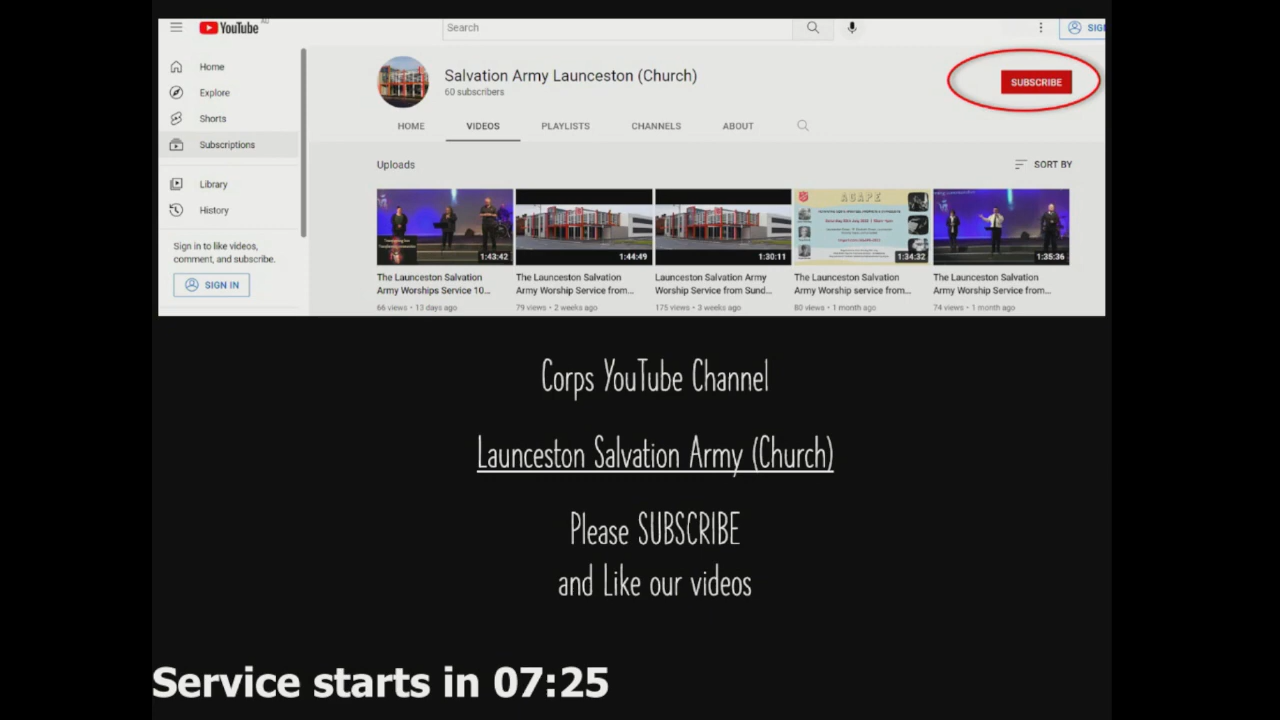 YouTube AU
Search
SIGN
Home
Explore
Shorts
Subscriptions
Library
History
Sign in to like videos,
comment, and subscribe.
SIGN IN
Salvation Army Launceston (Church)
60 subscribers
SUBSCRIBE
HOME VIDEOS PLAYLISTS CHANNELS ABOUT
Uploads
SORT BY
AGAPE
1:43:42 1:44:49 1:30:11 1:34:32 1:35:36
The Launceston Salvation
Army Worships Service 10...
66 views • 13 days ago
The Launceston Salvation
Army Worship Service from...
79 views • 2 weeks ago
Launceston Salvation Army
Worship Service from Sund...
175 views • 3 weeks ago
The Launceston Salvation
Army Worship service from...
80 views • 1 month ago
The Launceston Salvation
Army Worship Service from...
74 views • 1 month ago
Corps YouTube Channel
Launceston Salvation Army (Church)
Please SUBSCRIBE
and Like our videos
Service starts in 07:25